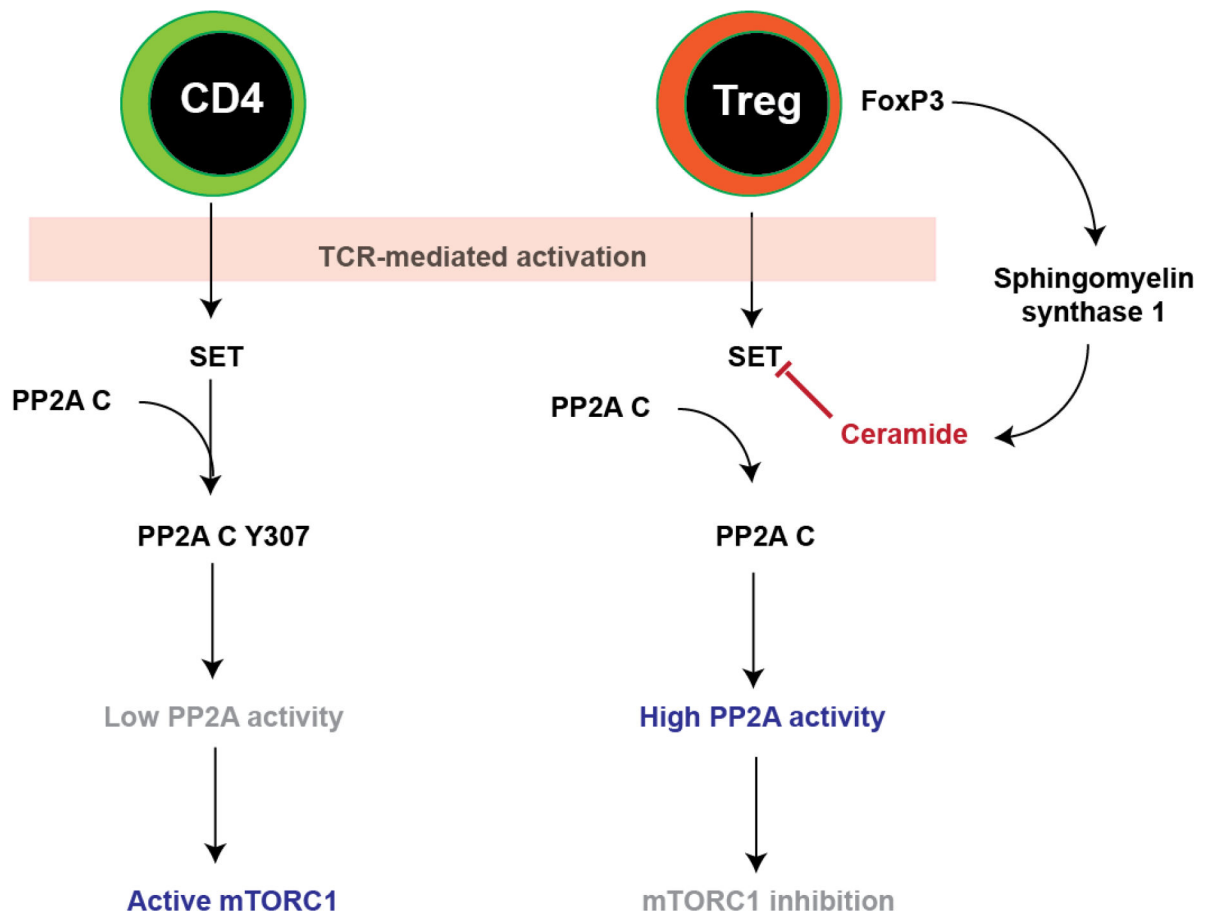 CD4
Treg
FoxP3
TCR-mediated activation
Sphingomyelin
synthase 1
SET
SET
PP2A C
PP2A C
Ceramide
PP2A C Y307
PP2A C
Low PP2A activity
High PP2A activity
Active mTORC1
mTORC1 inhibition